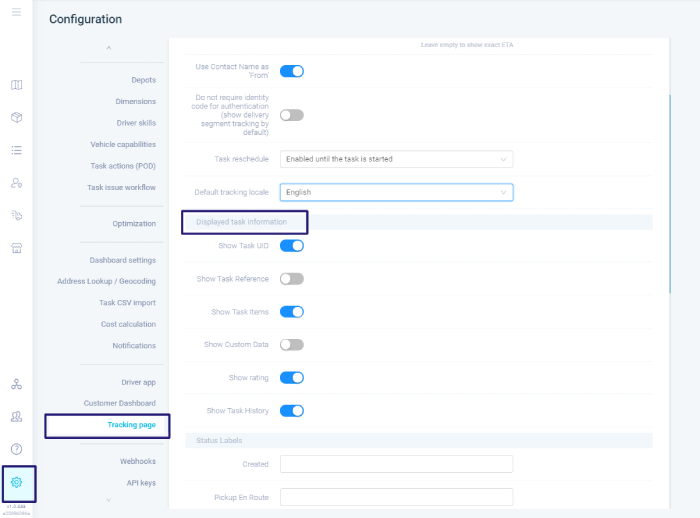 Configuration
Depots
Dimensions
Driver skills
Vehicle capabilities
Task actions (POD)
Task issue workflow
Optimization
Dashboard settings
Address Lookup / Geocoding
Task CSV import
Cost calculation
Notifications
Driver app
Customer Dashboard
Tracking page
Webhooks
API keys
Leave empty to show exact ETA
Use Contact Name as
'From'
Do not require identity
code for authentication
(show delivery
segment tracking by
default)
Task reschedule
Enabled until the task is started
Default tracking locale
English
Displayed task information
Show Task UID
Show Task Reference
Show Task Items
Show Custom Data
Show rating
Show Task History
Status Labels
Created
Pickup En Route